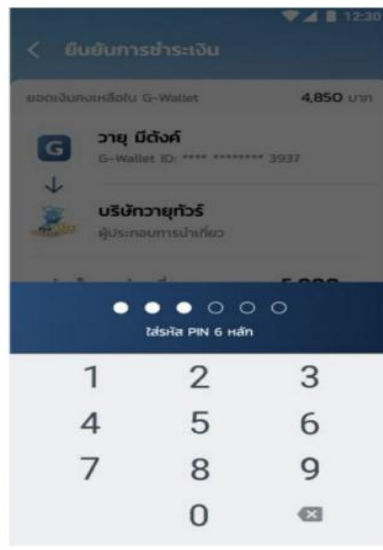 12:30
ยืนยันการชำระเงิน
ยอดเงินคงเหลือใน G-Wallet 4,850 บาท
วายุ มีตังค์
G-Wallet ID: **** ******** 3937
บริษัทวายุทัวร์
ผู้ประกอบการนำเที่ยว
ใส่รหัส PIN 6 หลัก
1 2 3
4 5 6
7 8 9
0